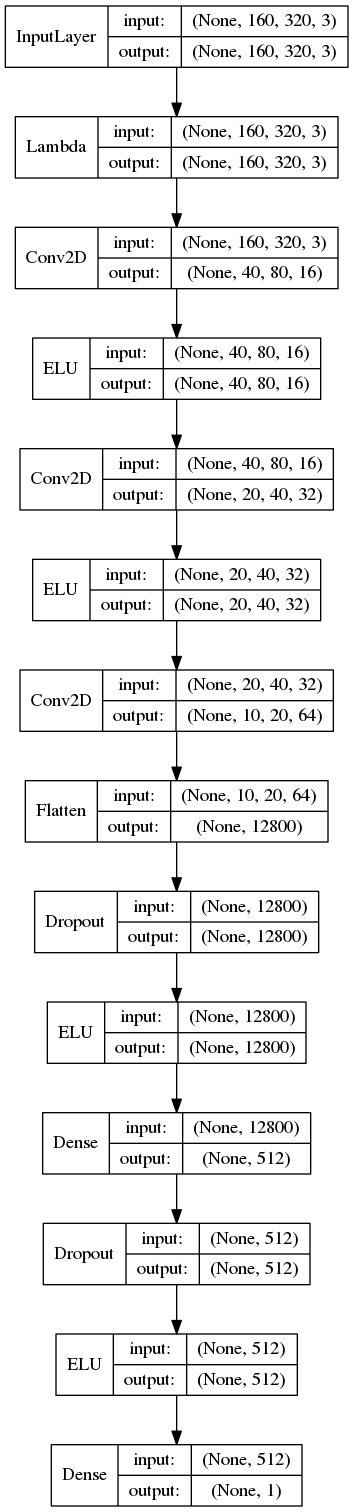 InputLayer
input: (None, 160, 320, 3)
output: (None, 160, 320, 3)
Lambda
input: (None, 160, 320, 3)
output: (None, 160, 320, 3)
Conv2D
input: (None, 160, 320, 3)
output: (None, 40, 80, 16)
ELU
input: (None, 40, 80, 16)
output: (None, 40, 80, 16)
Conv2D
input: (None, 40, 80, 16)
output: (None, 20, 40, 32)
ELU
input: (None, 20, 40, 32)
output: (None, 20, 40, 32)
Conv2D
input: (None, 20, 40, 32)
output: (None, 10, 20, 64)
Flatten
input: (None, 10, 20, 64)
output: (None, 12800)
Dropout
input: (None, 12800)
output: (None, 12800)
ELU
input: (None, 12800)
output: (None, 12800)
Dense
input: (None, 12800)
output: (None, 512)
Dropout
input: (None, 512)
output: (None, 512)
ELU
input: (None, 512)
output: (None, 512)
Dense
input: (None, 512)
output: (None, 1)